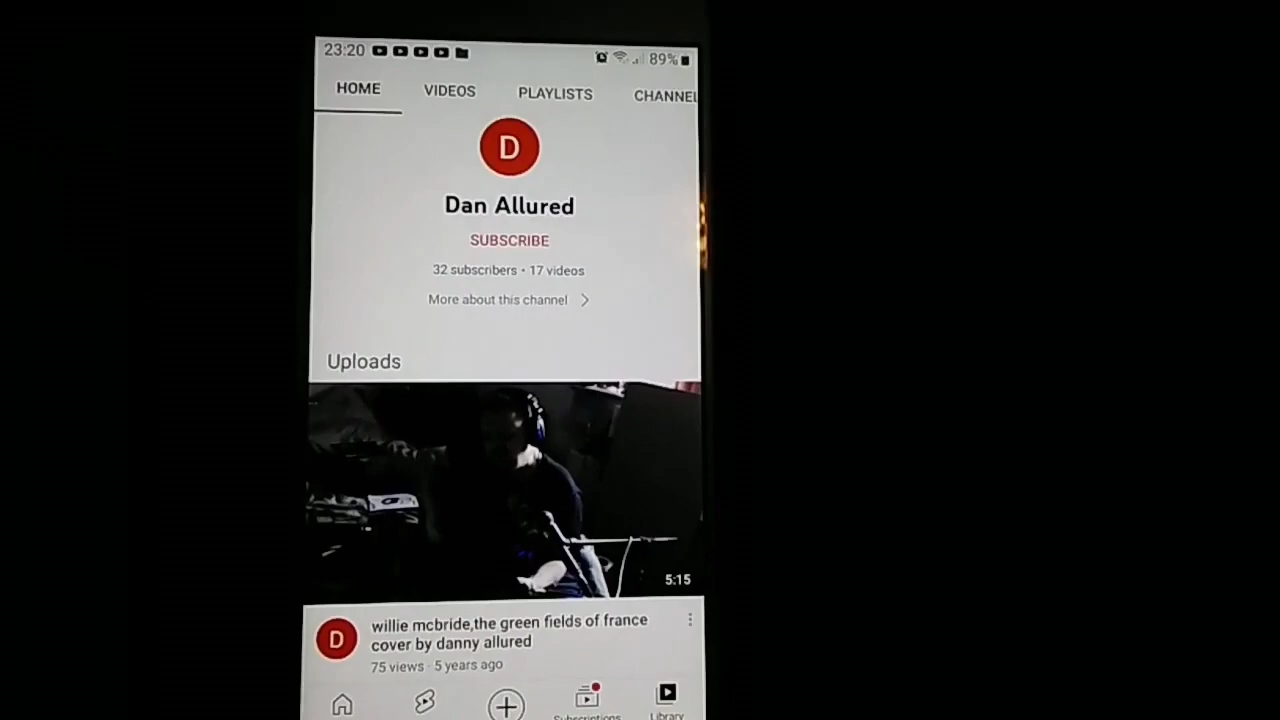 23:20 89%
HOME VIDEOS PLAYLISTS CHANNEL
D
Dan Allured
SUBSCRIBE
32 subscribers • 17 videos
More about this channel
Uploads
5:15
D
willie mcbride,the green fields of france
cover by danny allured
75 views · 5 years ago
Subscriptions Library